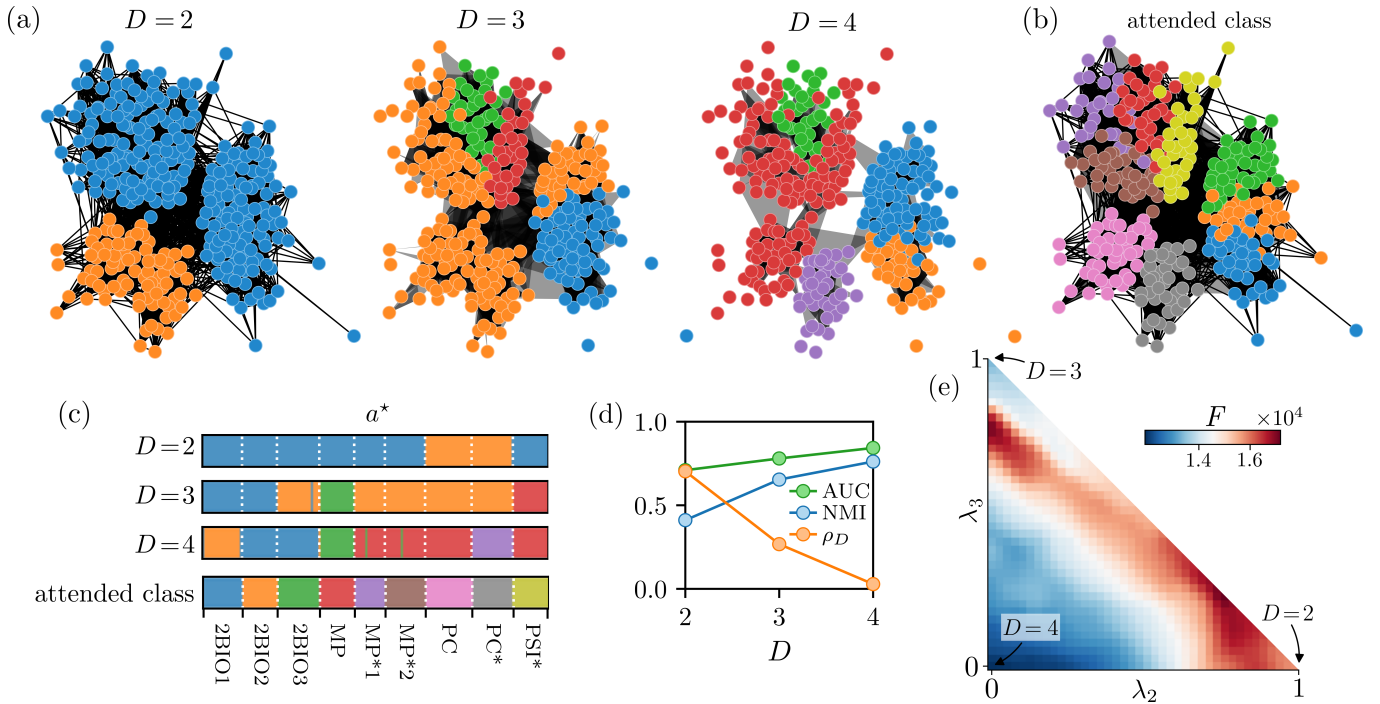 (a)
D = 2
D = 3
D = 4
(b)
attended class
(c)
a⋆
D = 2
D = 3
D = 4
attended class
2BIO1
2BIO2
2BIO3
MP
MP*1
MP*2
PC
PC*
PSI*
(d)
1.0
0.5
0.0
2
3
4
D
AUC
NMI
ρD
(e)
1
0
λ3
D = 3
F
×10⁴
1.4
1.6
D = 4
D = 2
0
λ2
1